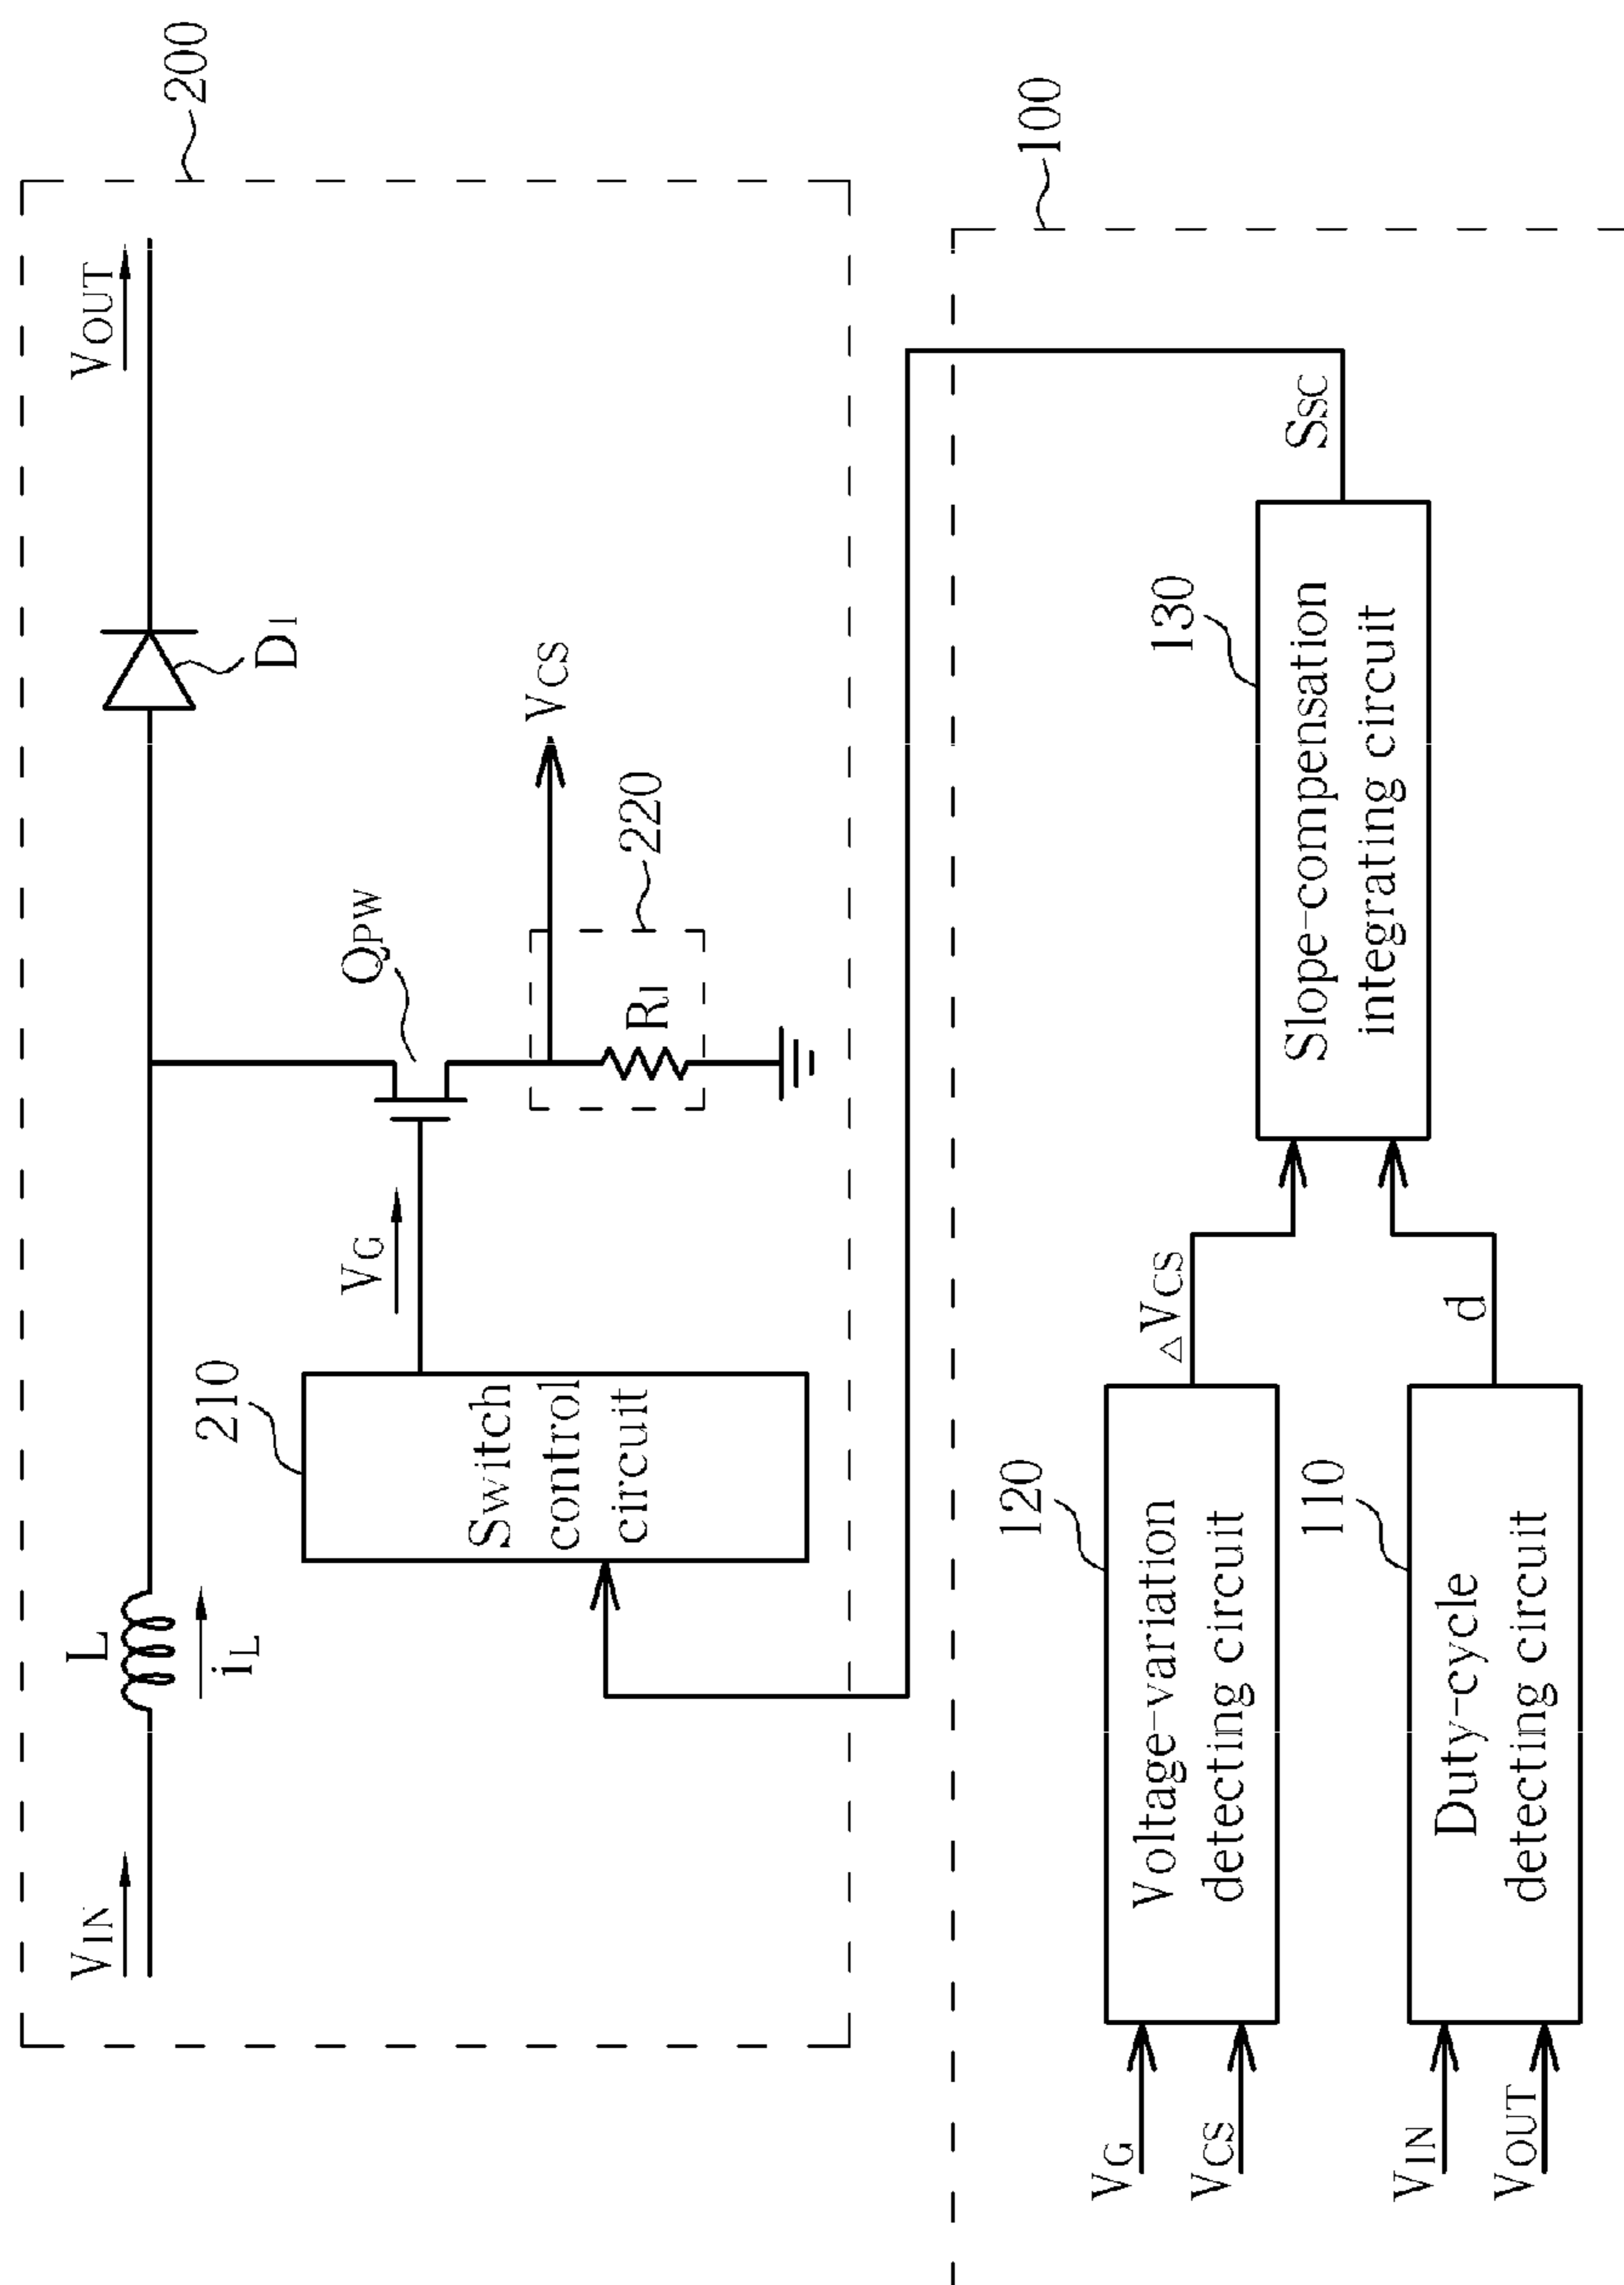 200
VIN
L
iL
VOUT
D1
210
Switch
control
circuit
VG
QPW
VCS
220
R1
100
120
Voltage-variation
detecting circuit
VG
VCS
△VCS
130
Slope-compensation
integrating circuit
SSC
110
Duty-cycle
detecting circuit
VIN
VOUT
d